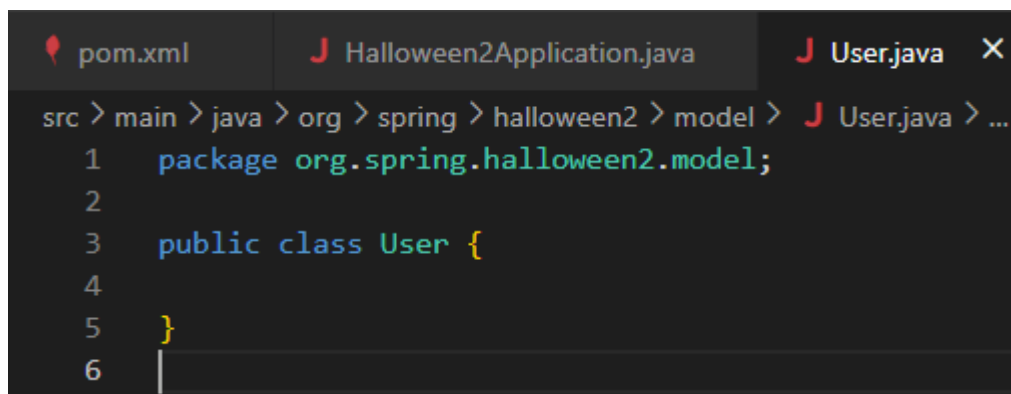 pom.xml J Halloween2Application.java J User.java ×
src > main > java > org > spring > halloween2 > model > J User.java > ...
1 package org.spring.halloween2.model;
2
3 public class User {
4
5 }
6